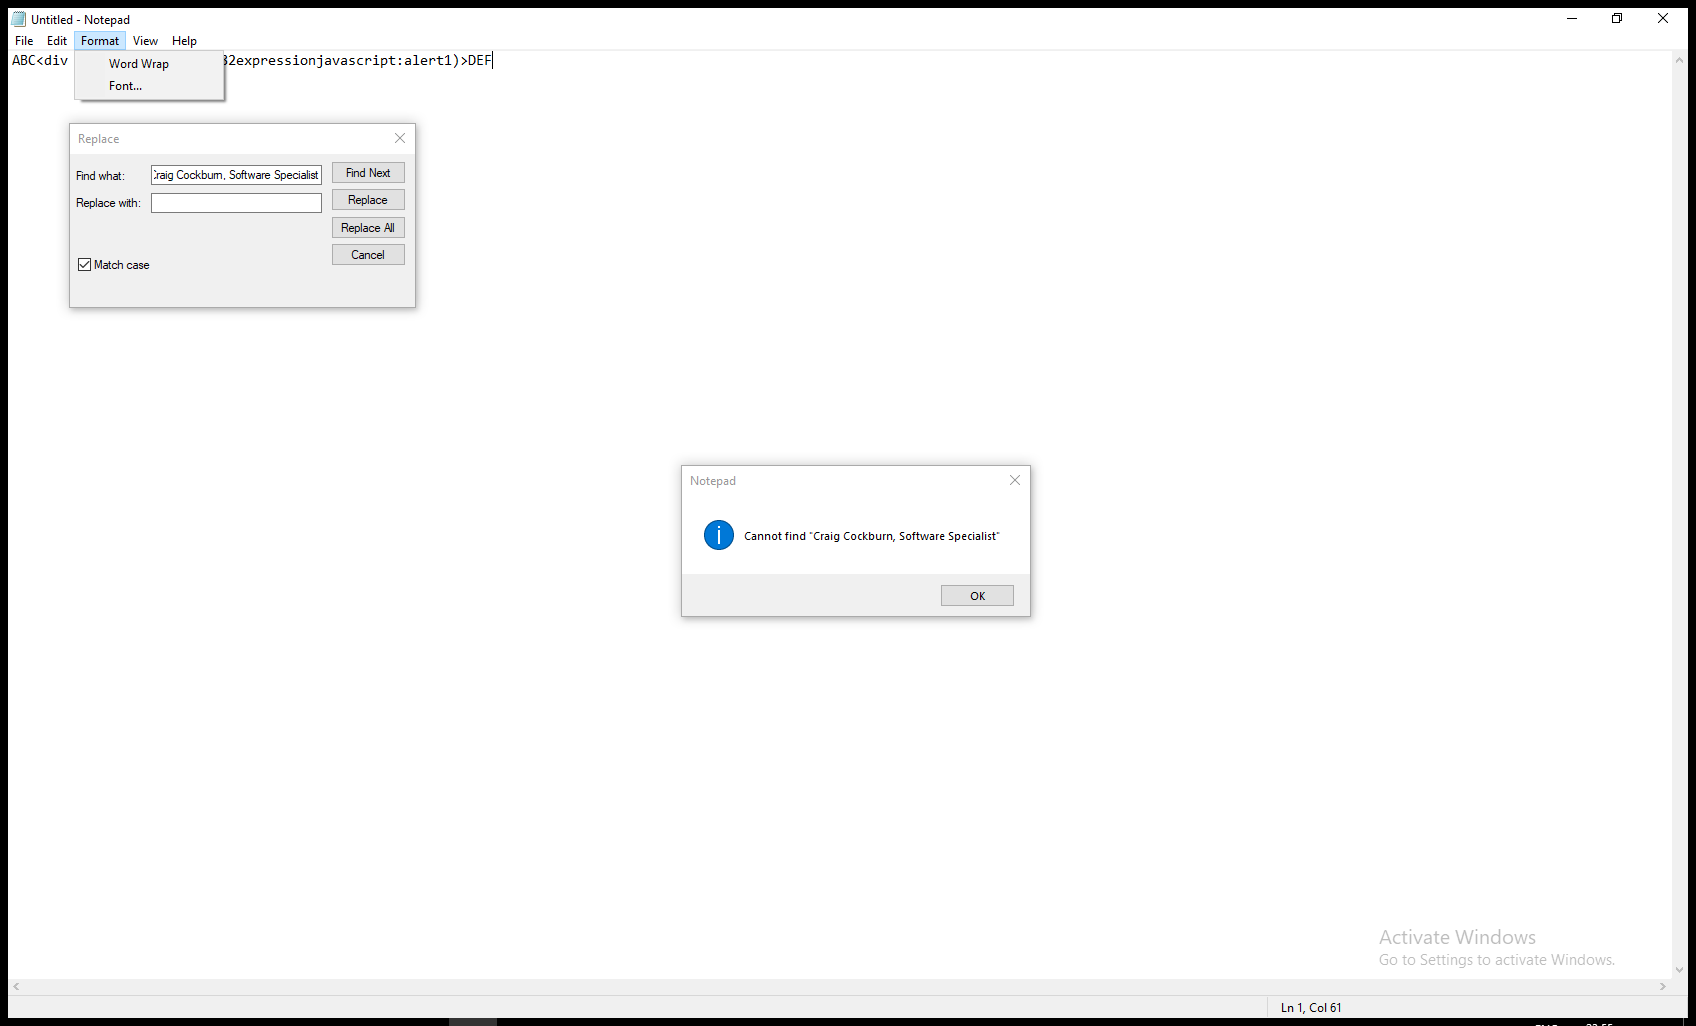 Untitled - Notepad
File Edit Format View Help
ABC<div 32expressionjavascript:alert1)>DEF
Word Wrap
Font...
Replace
Find what: Craig Cockburn, Software Specialist Find Next
Replace with: Replace
Replace All
Cancel
Match case
Notepad
Cannot find "Craig Cockburn, Software Specialist"
OK
Activate Windows
Go to Settings to activate Windows.
Ln 1, Col 61